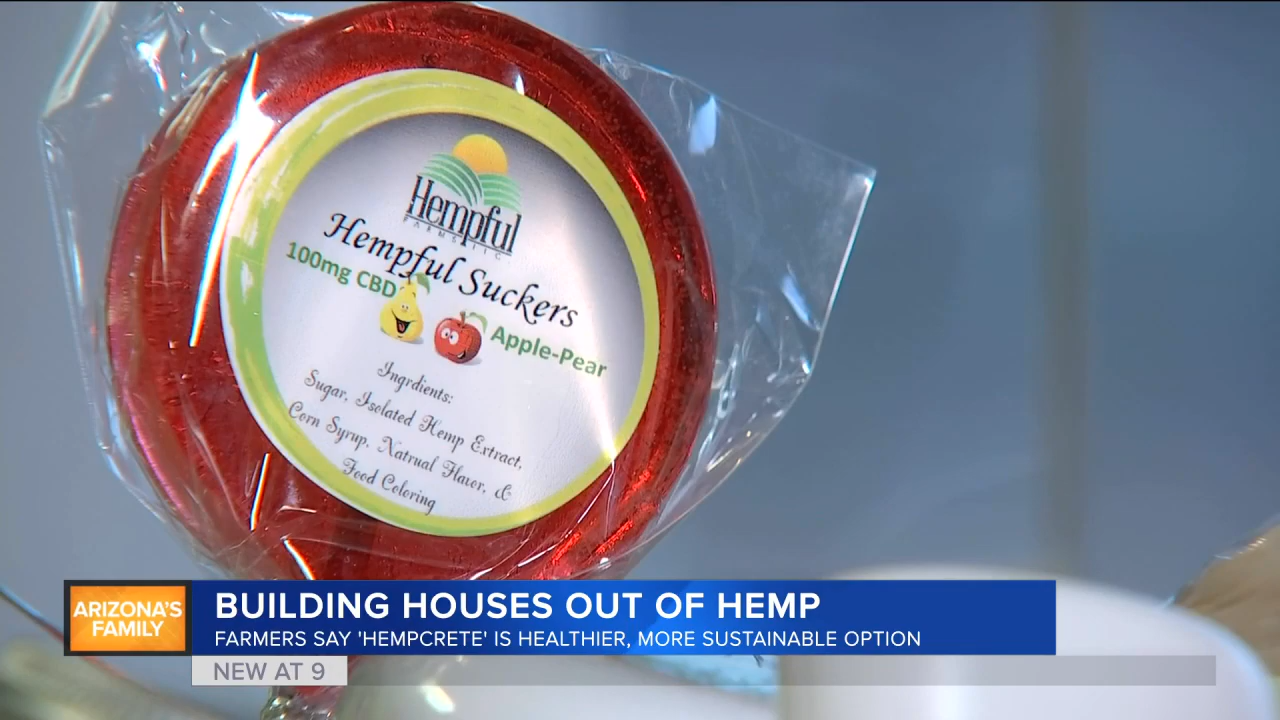 Hempful
FARMS LLC
Hempful Suckers
100mg CBD
Apple-Pear
Ingrdients:
Sugar, Isolated Hemp Extract,
Corn Syrup, Natrual Flavor, &
Food Coloring
ARIZONA'S
FAMILY
BUILDING HOUSES OUT OF HEMP
FARMERS SAY 'HEMPCRETE' IS HEALTHIER, MORE SUSTAINABLE OPTION
NEW AT 9